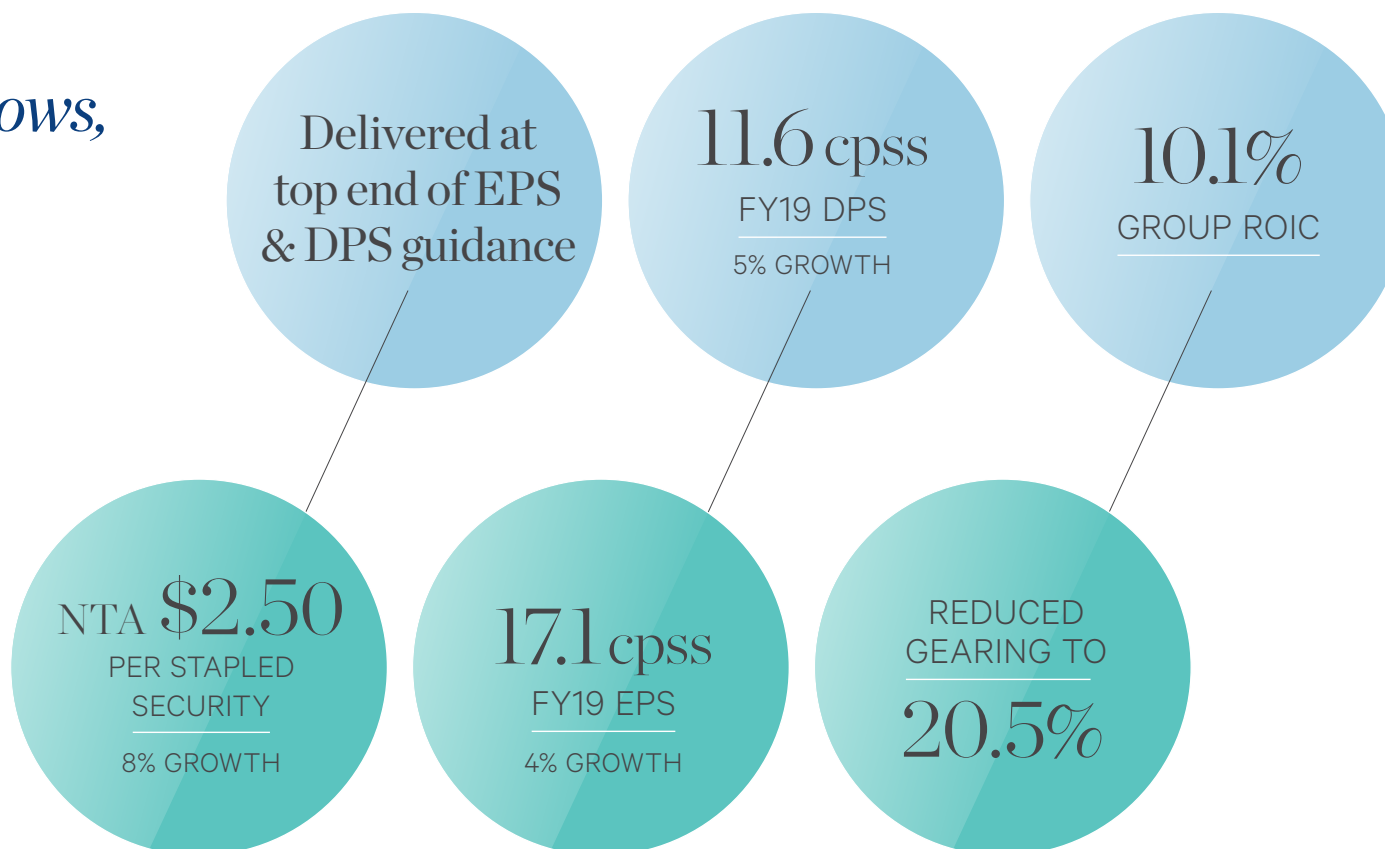 Delivered at
top end of EPS
& DPS guidance
11.6 cpss
FY19 DPS
5% GROWTH
10.1%
GROUP ROIC
NTA $2.50
PER STAPLED
SECURITY
8% GROWTH
17.1 cpss
FY19 EPS
4% GROWTH
REDUCED
GEARING TO
20.5%